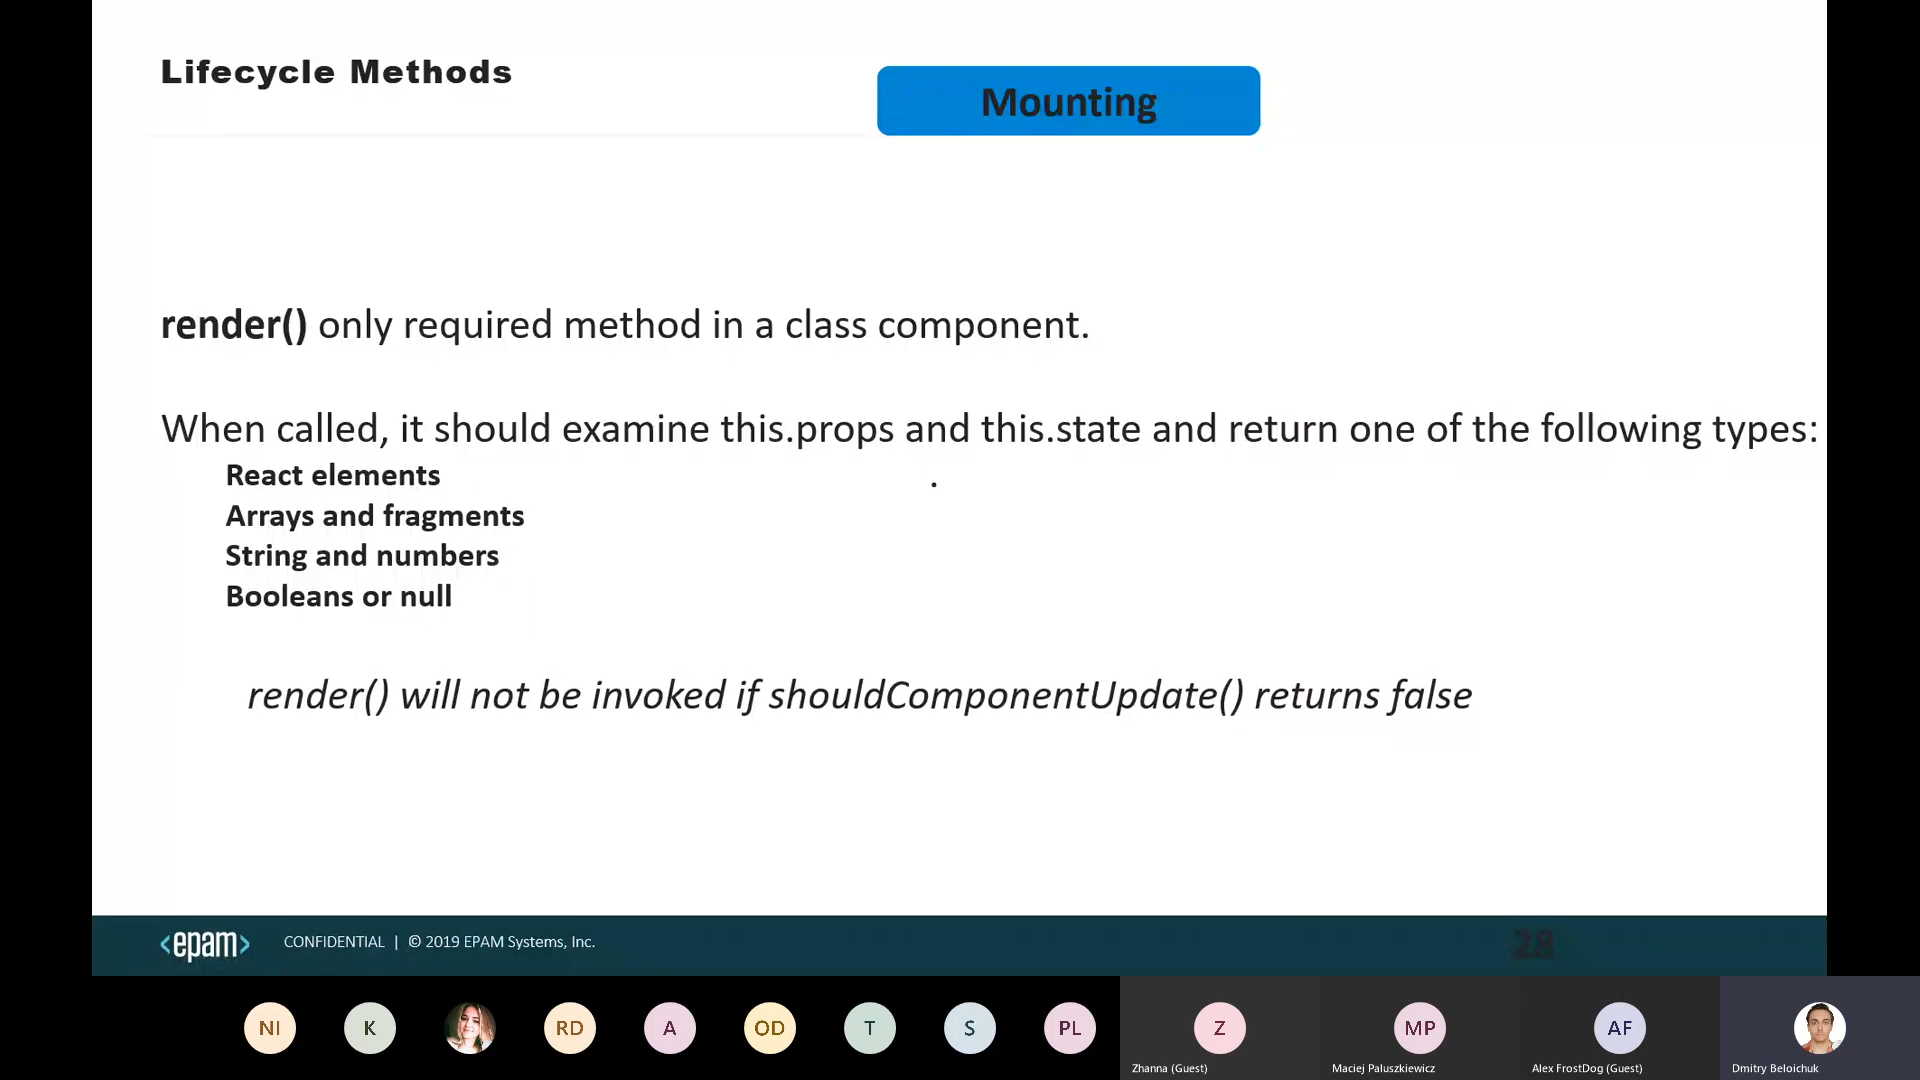 Lifecycle Methods
Mounting
render() only required method in a class component.
When called, it should examine this.props and this.state and return one of the following types:
React elements
Arrays and fragments
String and numbers
Booleans or null
render() will not be invoked if shouldComponentUpdate() returns false
<epam> CONFIDENTIAL | © 2019 EPAM Systems, Inc. 28
NI K RD A OD T S PL Z MP AF
Zhanna (Guest) Maciej Paluszkiewicz Alex FrostDog (Guest) Dmitry Beloichuk